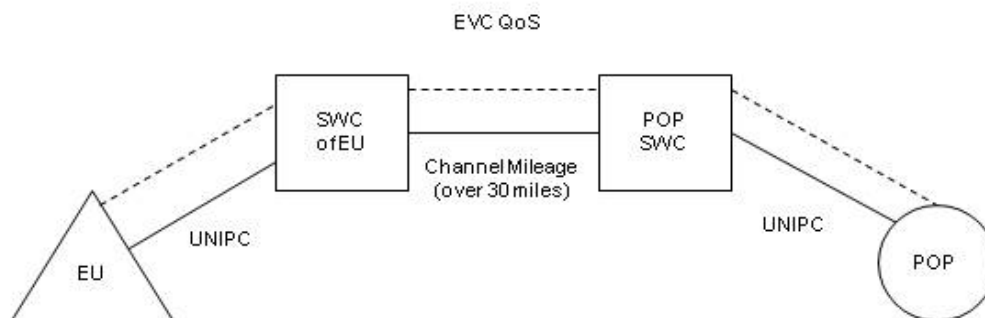 EVC QoS
SWC
of EU
POP
SWC
Channel Mileage
(over 30 miles)
UNIPC
UNIPC
EU
POP